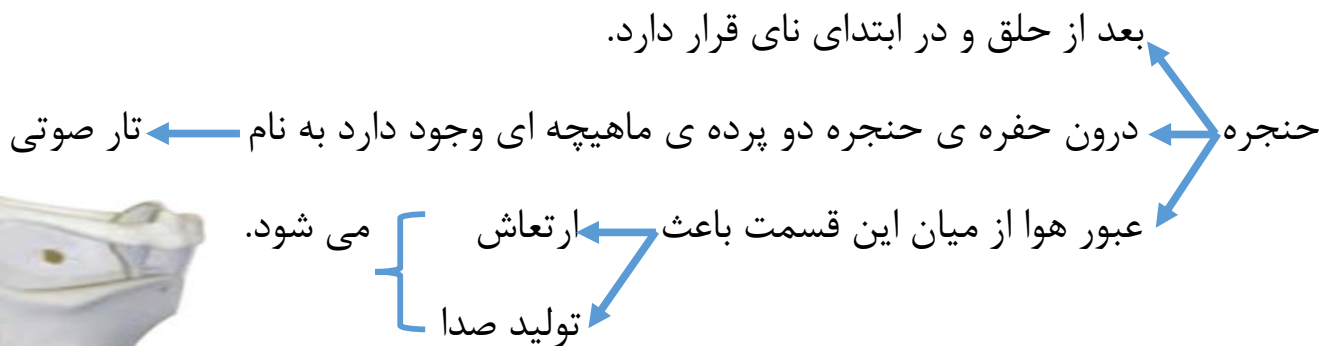 بعد از حلق و در ابتدای نای قرار دارد.
حنجره درون حفره ی حنجره دو پرده ی ماهیچه ای وجود دارد به نام تار صوتی
عبور هوا از میان این قسمت باعث ارتعاش می شود.
تولید صدا